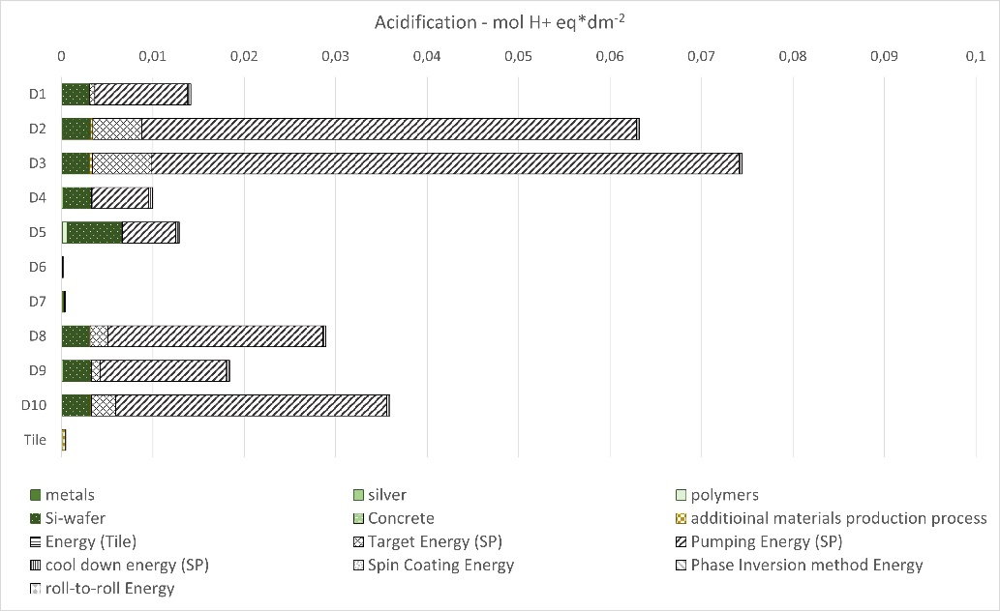 Acidification - mol H+ eq*dm-2
0 0,01 0,02 0,03 0,04 0,05 0,06 0,07 0,08 0,09 0,1
D1
D2
D3
D4
D5
D6
D7
D8
D9
D10
Tile
metals silver polymers
Si-wafer Concrete additioinal materials production process
Energy (Tile) Target Energy (SP) Pumping Energy (SP)
cool down energy (SP) Spin Coating Energy Phase Inversion method Energy
roll-to-roll Energy